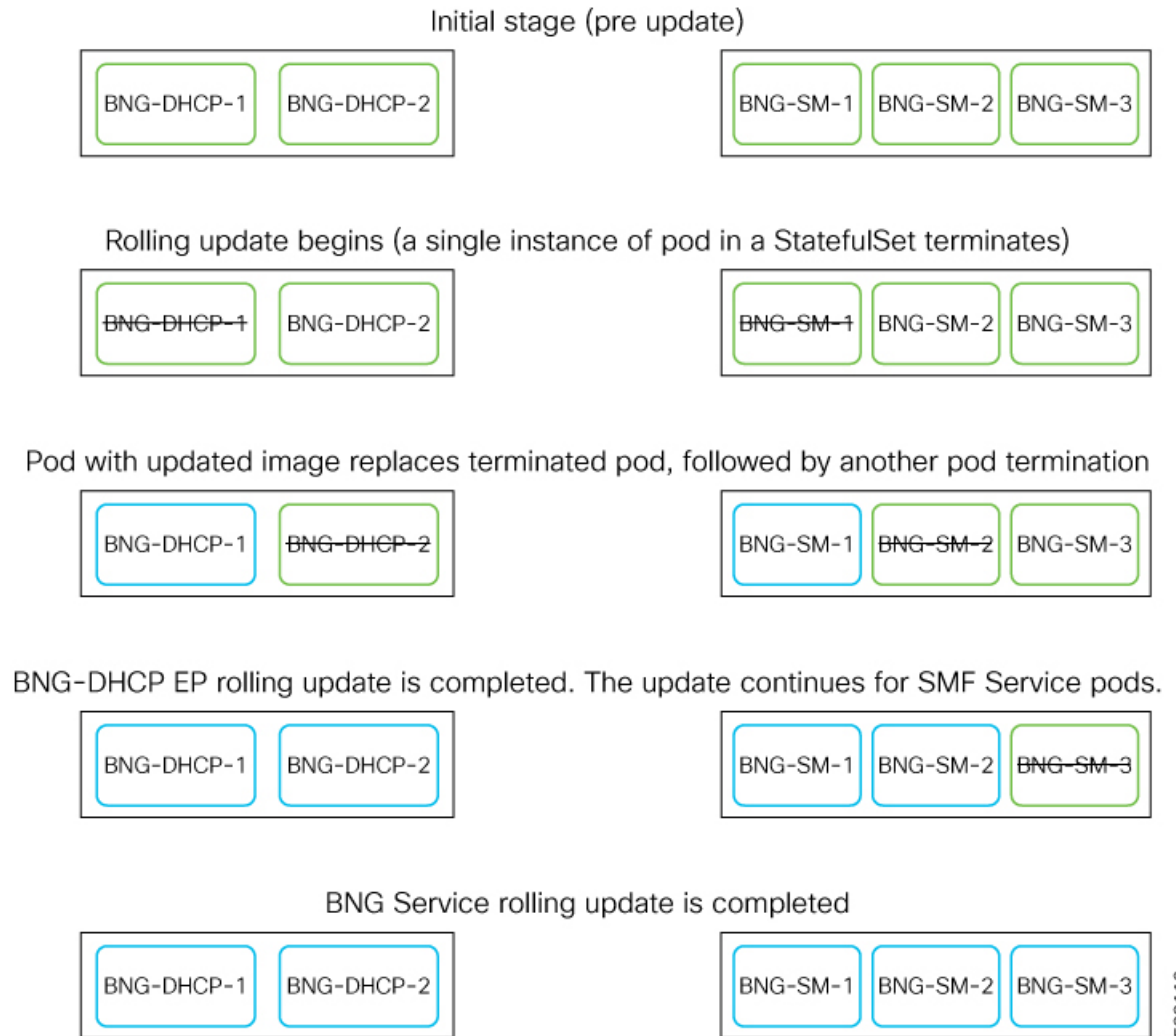 Initial stage (pre update)
BNG-DHCP-1 BNG-DHCP-2 BNG-SM-1 BNG-SM-2 BNG-SM-3
Rolling update begins (a single instance of pod in a StatefulSet terminates)
BNG-DHCP-1 BNG-DHCP-2 BNG-SM-1 BNG-SM-2 BNG-SM-3
Pod with updated image replaces terminated pod, followed by another pod termination
BNG-DHCP-1 BNG-DHCP-2 BNG-SM-1 BNG-SM-2 BNG-SM-3
BNG-DHCP EP rolling update is completed. The update continues for SMF Service pods.
BNG-DHCP-1 BNG-DHCP-2 BNG-SM-1 BNG-SM-2 BNG-SM-3
BNG Service rolling update is completed
BNG-DHCP-1 BNG-DHCP-2 BNG-SM-1 BNG-SM-2 BNG-SM-3